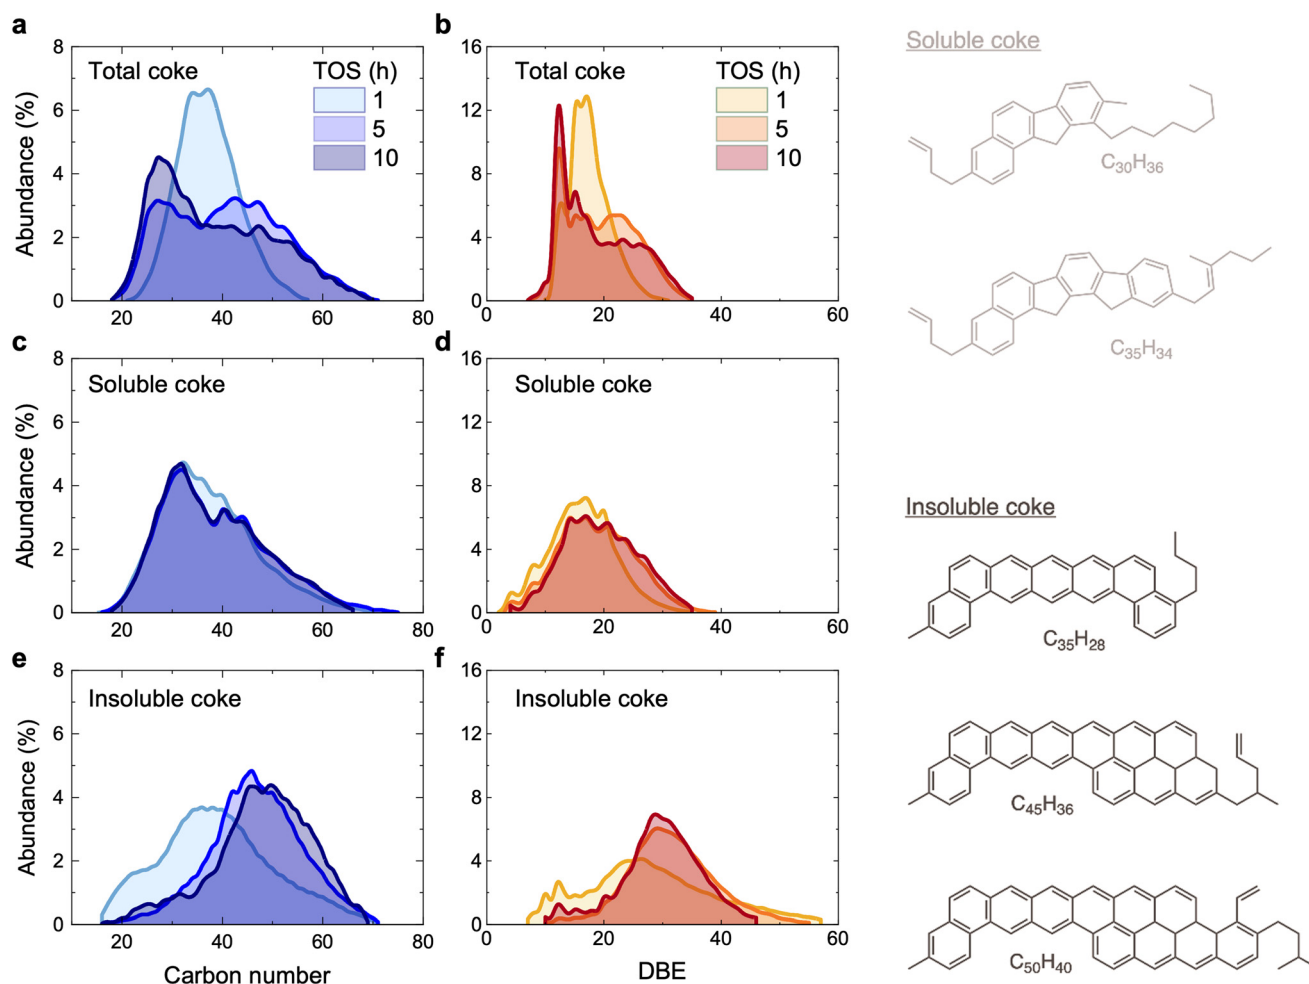 a
8
6
4
2
0
20
40
60
80
Abundance (%)
Total coke
TOS (h)
1
5
10
b
16
12
8
4
0
0
20
40
60
Abundance (%)
Total coke
TOS (h)
1
5
10
Soluble coke
C30H36
C35H34
c
8
6
4
2
0
20
40
60
80
Abundance (%)
Soluble coke
d
16
12
8
4
0
0
20
40
60
Soluble coke
Insoluble coke
C35H28
C45H36
C50H40
e
8
6
4
2
0
20
40
60
80
Abundance (%)
Insoluble coke
Carbon number
f
16
12
8
4
0
0
20
40
60
Insoluble coke
DBE